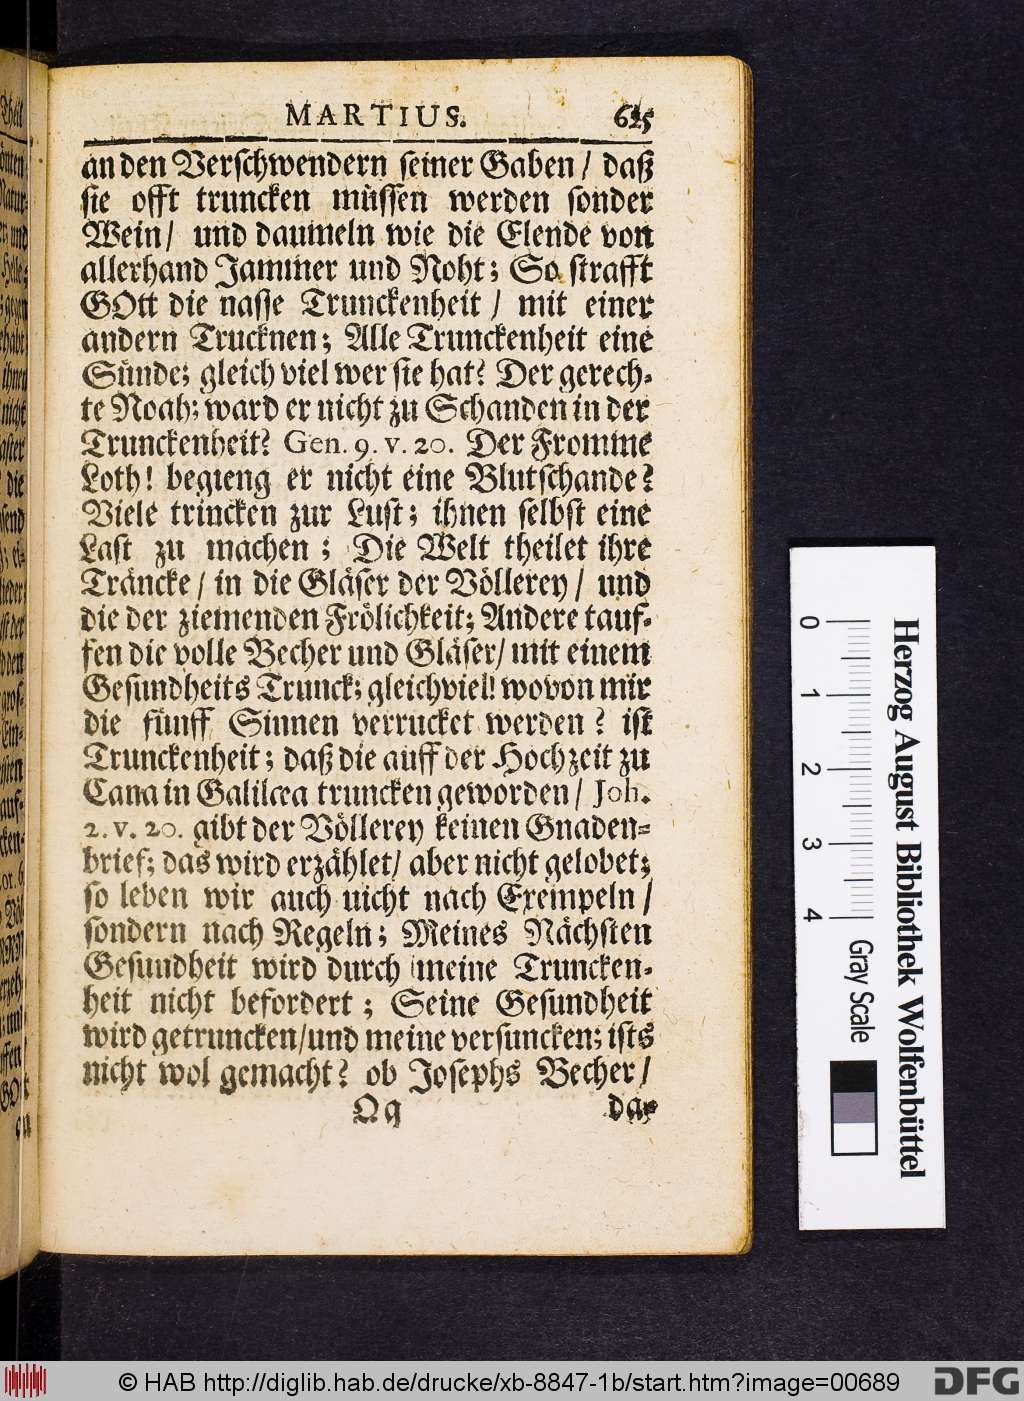 MARTIUS. 625
an den Verschwendern seiner Gaben / daß
sie offt truncken müssen werden sonder
Wein / und daumeln wie die Elende von
allerhand Jammer und Noht; So strafft
GOtt die nasse Trunckenheit / mit einer
andern Trucknen; Alle Trunckenheit eine
Sünde; gleich viel wer sie hat? Der gerech-
te Noah; ward er nicht zu Schanden in der
Trunckenheit? Gen. 9. v. 20. Der Fromme
Loth! begieng er nicht eine Blutschande?
Viele trincken zur Lust; ihnen selbst eine
Last zu machen; Die Welt theilet ihre
Träncke / in die Gläser der Völlerey / und
die der ziemenden Frölichkeit; Andere tauf-
fen die volle Becher und Gläser / mit einem
Gesundheits Trunck; gleichviel! wovon mir
die fünff Sinnen verrucket werden? ist
Trunckenheit; daß die auff der Hochzeit zu
Cana in Galilæa truncken geworden / Joh.
2. v. 20. gibt der Völlerey keinen Gnaden-
brief; das wird erzählet / aber nicht gelobet;
so leben wir auch nicht nach Exempeln /
sondern nach Regeln; Meines Nächsten
Gesundheit wird durch meine Truncken-
heit nicht befordert; Seine Gesundheit
wird getruncken / und meine versuncken; ists
nicht wol gemacht? ob Josephs Becher /
Qq dar
0 1 2 3 4 Gray Scale
Herzog August Bibliothek Wolfenbüttel
© HAB http://diglib.hab.de/drucke/xb-8847-1b/start.htm?image=00689
DFG